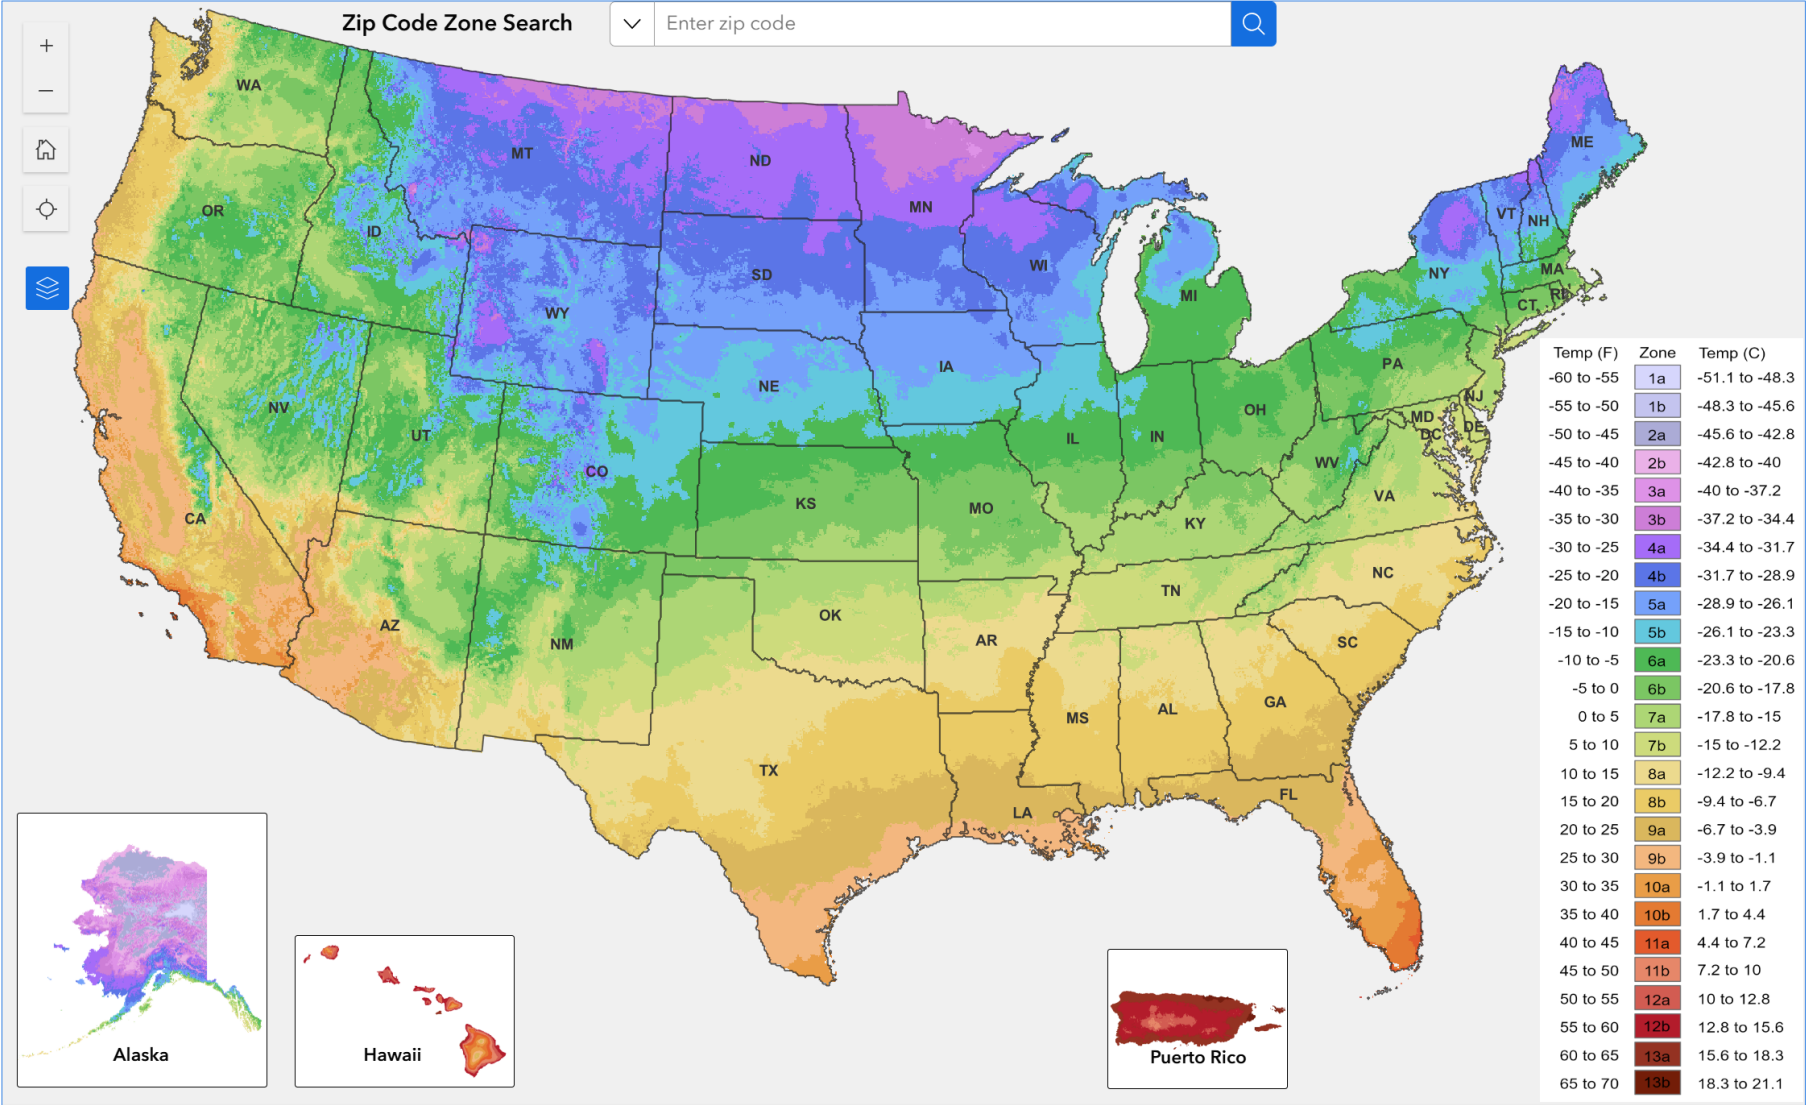 Zip Code Zone Search
Enter zip code
WA
MT
ND
MN
ME
OR
ID
SD
WI
VT
NH
NY
MA
CT
RI
MI
WY
IA
NE
PA
NJ
NV
UT
CO
IL
IN
OH
MD
DC
DE
WV
VA
CA
KS
MO
KY
AZ
NM
OK
AR
TN
NC
SC
TX
LA
MS
AL
GA
FL
Alaska
Hawaii
Puerto Rico
Temp (F) Zone Temp (C)
-60 to -55 1a -51.1 to -48.3
-55 to -50 1b -48.3 to -45.6
-50 to -45 2a -45.6 to -42.8
-45 to -40 2b -42.8 to -40
-40 to -35 3a -40 to -37.2
-35 to -30 3b -37.2 to -34.4
-30 to -25 4a -34.4 to -31.7
-25 to -20 4b -31.7 to -28.9
-20 to -15 5a -28.9 to -26.1
-15 to -10 5b -26.1 to -23.3
-10 to -5 6a -23.3 to -20.6
-5 to 0 6b -20.6 to -17.8
0 to 5 7a -17.8 to -15
5 to 10 7b -15 to -12.2
10 to 15 8a -12.2 to -9.4
15 to 20 8b -9.4 to -6.7
20 to 25 9a -6.7 to -3.9
25 to 30 9b -3.9 to -1.1
30 to 35 10a -1.1 to 1.7
35 to 40 10b 1.7 to 4.4
40 to 45 11a 4.4 to 7.2
45 to 50 11b 7.2 to 10
50 to 55 12a 10 to 12.8
55 to 60 12b 12.8 to 15.6
60 to 65 13a 15.6 to 18.3
65 to 70 13b 18.3 to 21.1